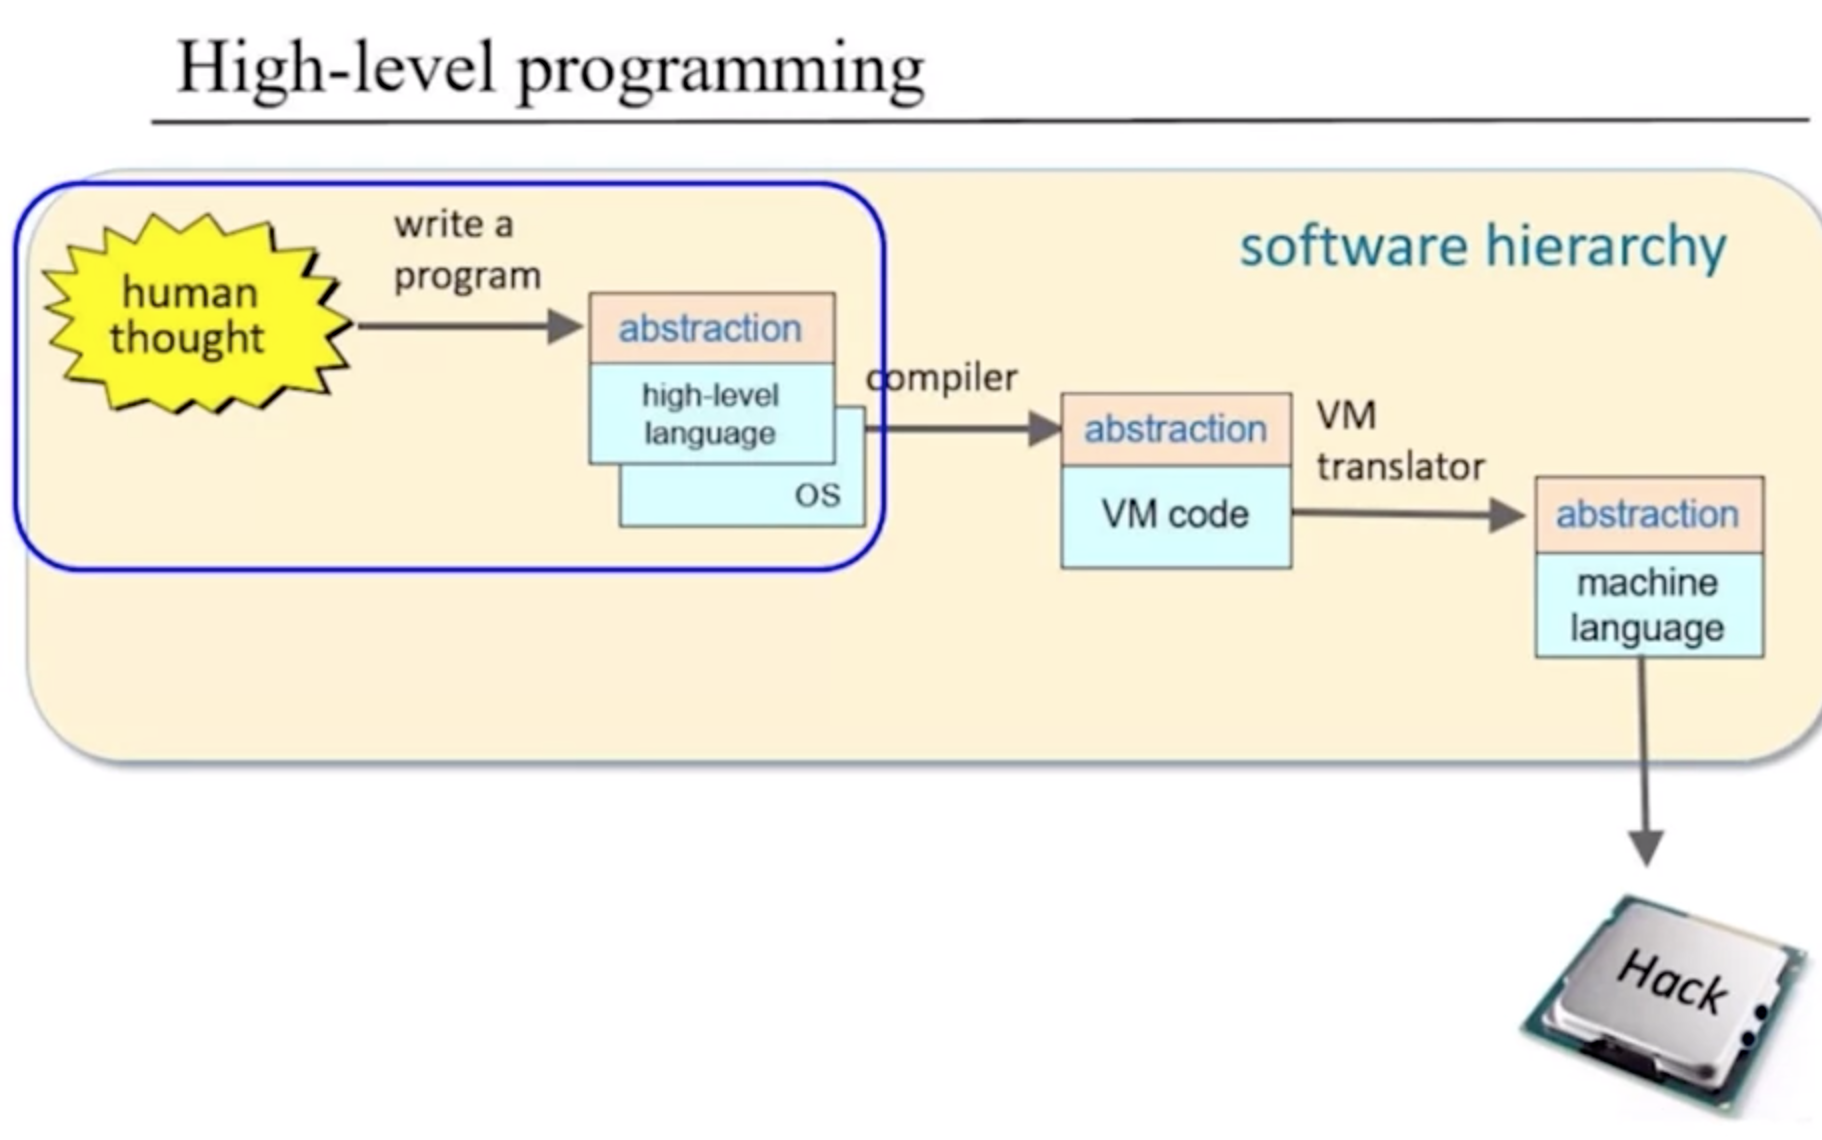 High-level programming
software hierarchy
human
thought
write a
program
abstraction
high-level
language
OS
compiler
abstraction
VM code
VM
translator
abstraction
machine
language
Hack